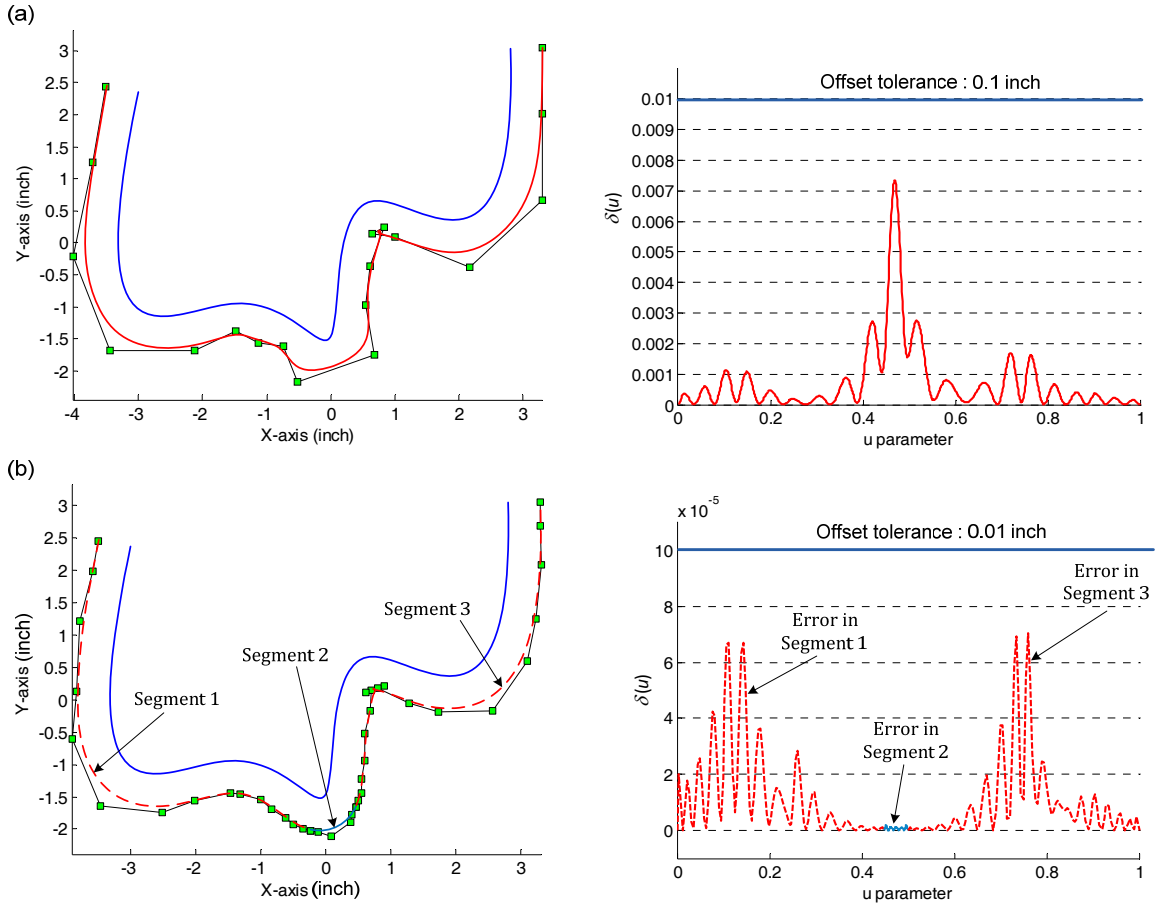 (a)
Y-axis (inch)
3
2.5
2
1.5
1
0.5
0
-0.5
-1
-1.5
-2
-4 -3 -2 -1 0 1 2 3
X-axis (inch)
Offset tolerance : 0.1 inch
δ(u)
0.01
0.009
0.008
0.007
0.006
0.005
0.004
0.003
0.002
0.001
0
0 0.2 0.4 0.6 0.8 1
u parameter
(b)
Y-axis (inch)
3
2.5
2
1.5
1
0.5
0
-0.5
-1
-1.5
-2
Segment 3
Segment 2
Segment 1
-3 -2 -1 0 1 2 3
X-axis (inch)
x 10^-5
Offset tolerance : 0.01 inch
δ(u)
10
8
6
4
2
0
Error in
Segment 1
Error in
Segment 2
Error in
Segment 3
0 0.2 0.4 0.6 0.8 1
u parameter